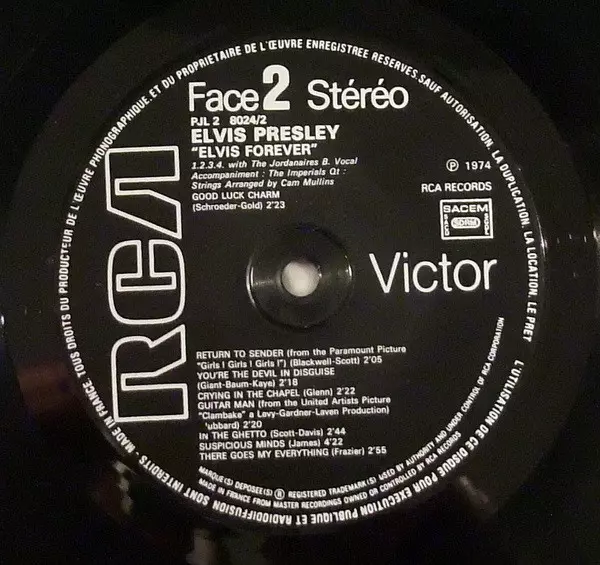 TOUS DROITS DU PRODUCTEUR DE L'ŒUVRE PHONOGRAPHIQUE ET DU PROPRIETAIRE DE L'ŒUVRE ENREGISTREE RESERVES. SAUF AUTORISATION, LA DUPLICATION, LA LOCATION, LE PRET
L'UTILISATION DE CE DISQUE POUR EXECUTION PUBLIQUE ET RADIODIFFUSION SONT INTERDITS · MADE IN FRANCE
Face 2 Stéréo
PJL 2 8024/2
ELVIS PRESLEY
"ELVIS FOREVER"
1.2.3.4. with The Jordanaires B. Vocal
Accompaniment : The Imperials Qt :
Strings Arranged by Cam Mullins
GOOD LUCK CHARM
(Schroeder-Gold) 2'23
℗ 1974
RCA RECORDS
SACEM
SACD
SDRM
SGDL
RCA
Victor
RETURN TO SENDER (from the Paramount Picture
"Girls ! Girls ! Girls !") (Blackwell-Scott) 2'05
YOU'RE THE DEVIL IN DISGUISE
(Giant-Baum-Kaye) 2'18
CRYING IN THE CHAPEL (Glenn) 2'22
GUITAR MAN (from the United Artists Picture
"Clambake" a Levy-Gardner-Laven Production)
'ubbard) 2'20
IN THE GHETTO (Scott-Davis) 2'44
SUSPICIOUS MINDS (James) 4'22
THERE GOES MY EVERYTHING (Frazier) 2'55
MARQUE(S) DEPOSEE(S) ® REGISTERED TRADEMARK(S) USED BY AUTHORITY AND UNDER CONTROL OF RCA CORPORATION
MADE IN FRANCE FROM MASTER RECORDINGS OWNED OR CONTROLLED BY RCA RECORDS